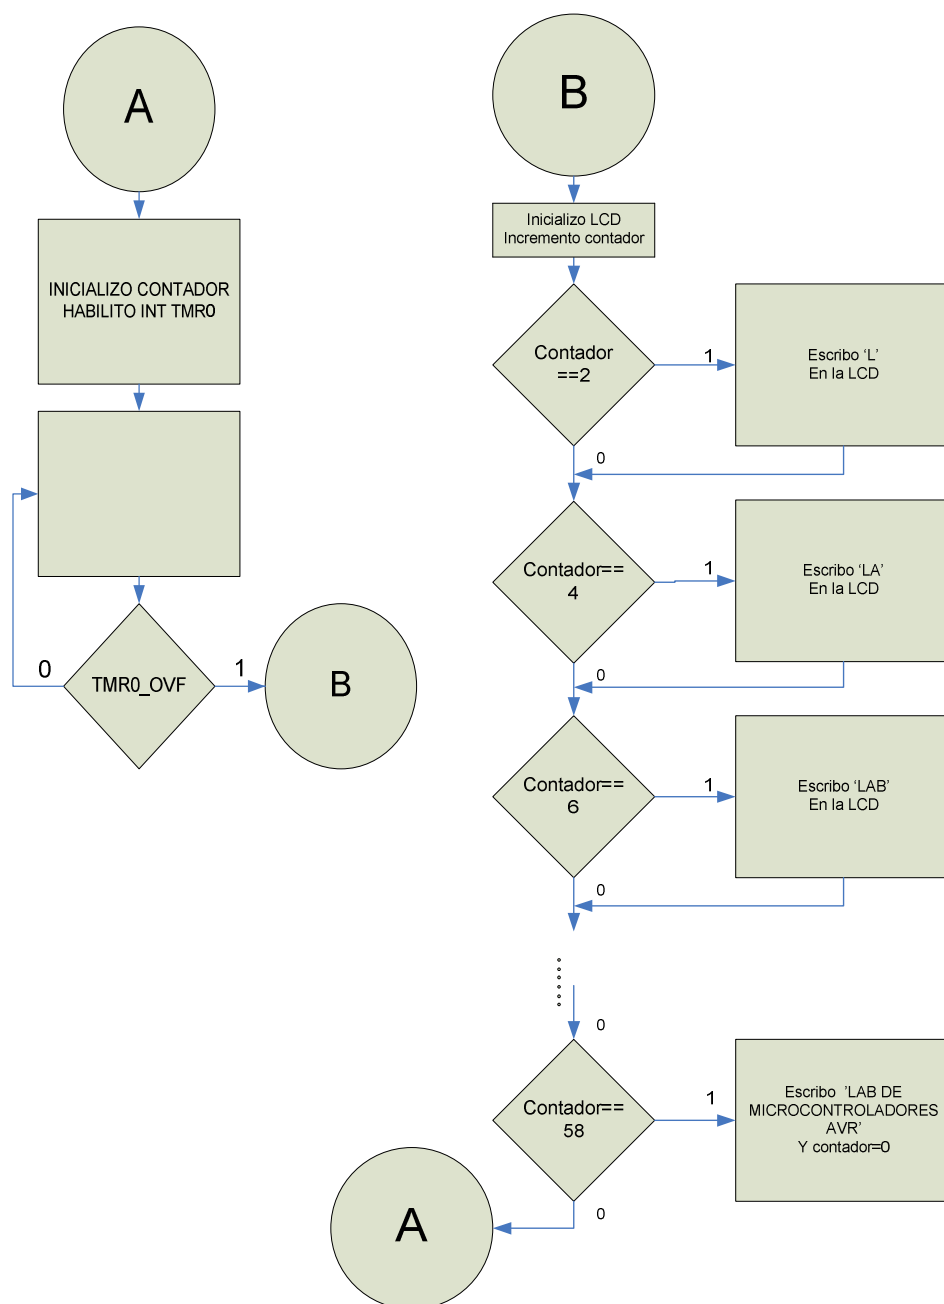 A
INICIALIZO CONTADOR
HABILITO INT TMR0
TMR0_OVF
0
1
B
B
Inicializo LCD
Incremento contador
Contador
==2
1
Escribo ‘L’
En la LCD
0
Contador==
4
1
Escribo ‘LA’
En la LCD
0
Contador==
6
1
Escribo ‘LAB’
En la LCD
0
0
Contador==
58
1
Escribo ’LAB DE
MICROCONTROLADORES
AVR’
Y contador=0
0
A